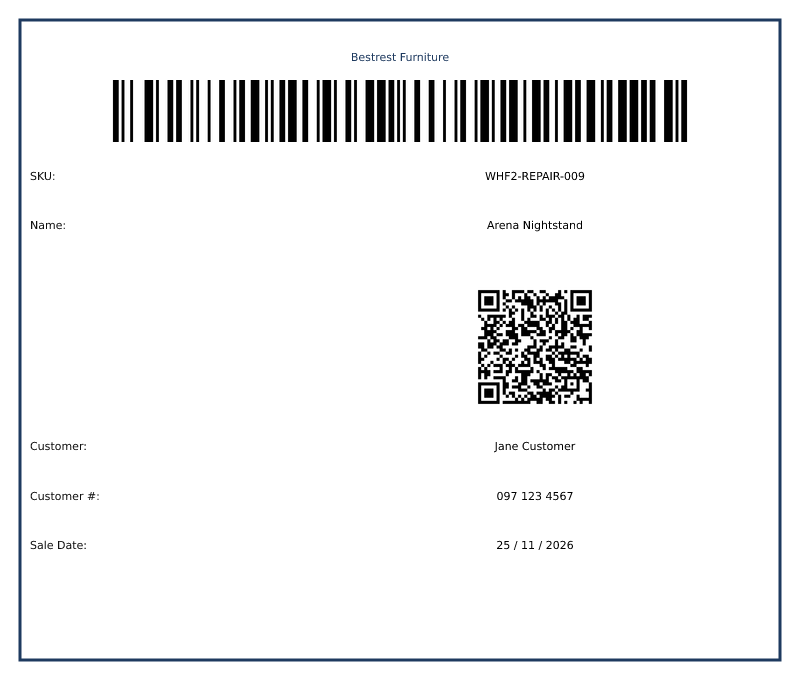 Bestrest Furniture
SKU: WHF2-REPAIR-009
Name: Arena Nightstand
Customer: Jane Customer
Customer #: 097 123 4567
Sale Date: 25 / 11 / 2026